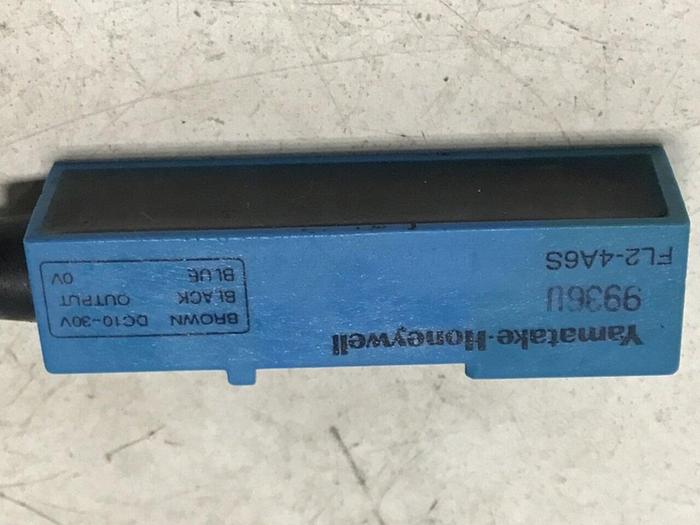 Yamatake-Honeywell
9936U
FL2-4A6S
BROWN DC10-30V
BLACK OUTPUT
BLUE 0V